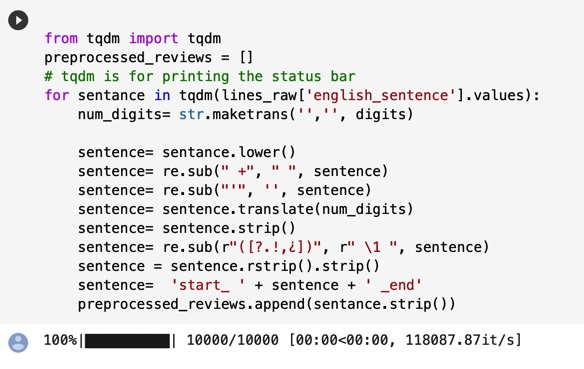 from tqdm import tqdm
preprocessed_reviews = []
# tqdm is for printing the status bar
for sentance in tqdm(lines_raw['english_sentence'].values):
    num_digits= str.maketrans('','', digits)

    sentence= sentance.lower()
    sentence= re.sub(" +", " ", sentence)
    sentence= re.sub("'", '', sentence)
    sentence= sentence.translate(num_digits)
    sentence= sentence.strip()
    sentence= re.sub(r"([?.!,¿])", r" \1 ", sentence)
    sentence = sentence.rstrip().strip()
    sentence=  'start_ ' + sentence + ' _end'
    preprocessed_reviews.append(sentance.strip())
100%|██████████| 10000/10000 [00:00<00:00, 118087.87it/s]